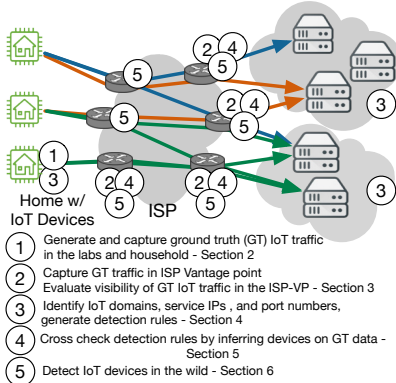 2 4
5
5
2 4
5
5
3
1
3
2 4
5
2 4
5
3
Home w/
IoT Devices
ISP
1 Generate and capture ground truth (GT) IoT traffic
in the labs and household - Section 2
2 Capture GT traffic in ISP Vantage point
Evaluate visibility of GT IoT traffic in the ISP-VP - Section 3
3 Identify IoT domains, service IPs , and port numbers,
generate detection rules - Section 4
4 Cross check detection rules by inferring devices on GT data -
Section 5
5 Detect IoT devices in the wild - Section 6